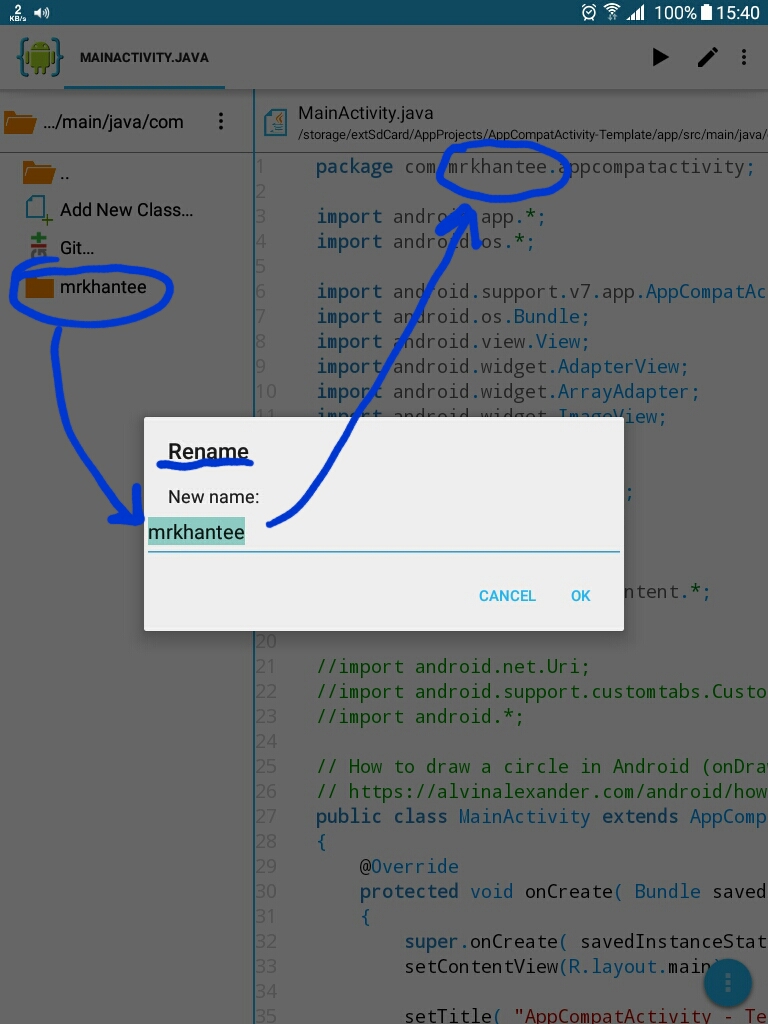 2
KB/s
100% 15:40
MAINACTIVITY.JAVA
.../main/java/com
MainActivity.java
/storage/extSdCard/AppProjects/AppCompatActivity-Template/app/src/main/java/
..
Add New Class...
Git...
mrkhantee
1 package com.mrkhantee.appcompatactivity;
2
3 import android.app.*;
4 import android.os.*;
5
6 import android.support.v7.app.AppCompatAc
7 import android.os.Bundle;
8 import android.view.View;
9 import android.widget.AdapterView;
10 import android.widget.ArrayAdapter;
11 import android.widget.ImageView;
;
ntent.*;
Rename
New name:
mrkhantee
CANCEL OK
20
21 //import android.net.Uri;
22 //import android.support.customtabs.Custo
23 //import android.*;
24
25 // How to draw a circle in Android (onDra
26 // https://alvinalexander.com/android/how
27 public class MainActivity extends AppComp
28 {
29 @Override
30 protected void onCreate( Bundle saved
31 {
32 super.onCreate( savedInstanceStat
33 setContentView(R.layout.main)
34
35 setTitle( "AppCompatActivity - Te